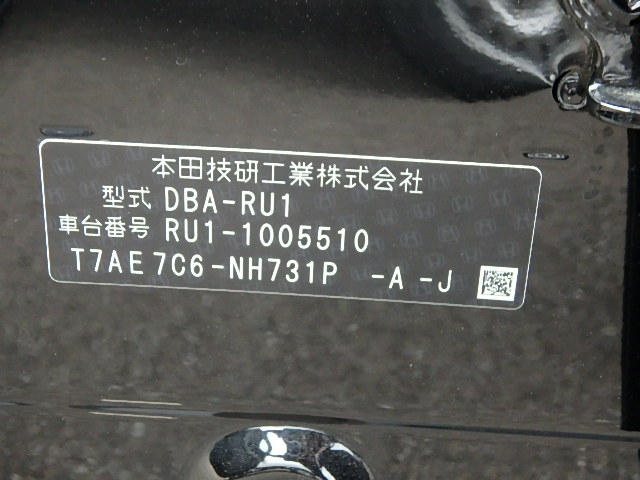 本田技研工業株式会社
型式 DBA-RU1
車台番号 RU1-1005510
T7AE7C6-NH731P -A-J